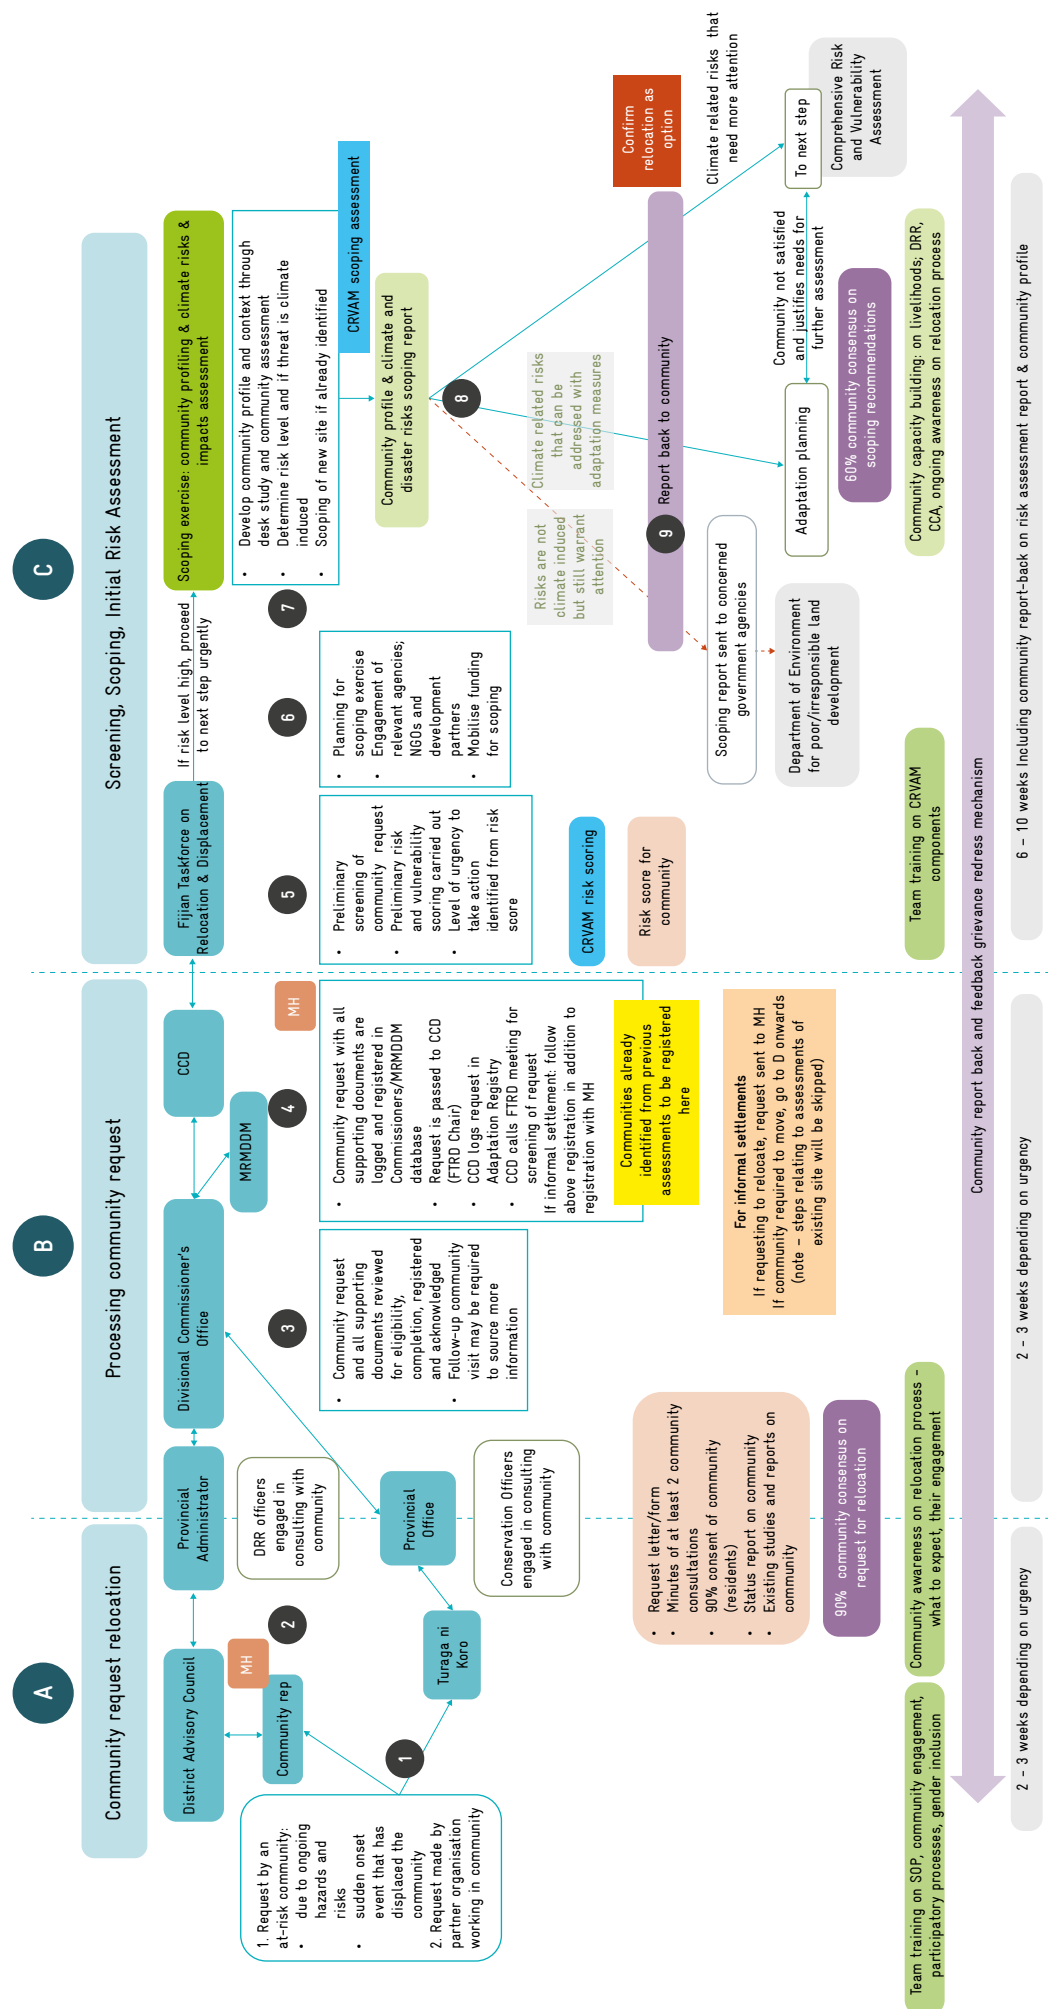 A
Community request relocation
District Advisory Council
MH
Community rep
2
1. Request by an
at-risk community:
• due to ongoing
hazards and
risks
• sudden onset
event that has
displaced the
community
2. Request made by
partner organisation
working in community
1
Turaga ni
Koro
Provincial
Administrator
DRR officers
engaged in
consulting with
community
Provincial
Office
Conservation Officers
engaged in consulting
with community
• Request letter/form
• Minutes of at least 2 community
consultations
• 90% consent of community
(residents)
• Status report on community
• Existing studies and reports on
community
90% community consensus on
request for relocation
Team training on SOP, community engagement,
participatory processes, gender inclusion
Community awareness on relocation process –
what to expect, their engagement
2 – 3 weeks depending on urgency
B
Processing community request
Divisional Commissioner's
Office
MRMDDM
CCD
3
• Community request
and all supporting
documents reviewed
for eligibility,
completion, registered
and acknowledged
• Follow-up community
visit may be required
to source more
information
4
MH
• Community request with all
supporting documents are
logged and registered in
Commissioners/MRMDDM
database
• Request is passed to CCD
(FTRD Chair)
• CCD logs request in
Adaptation Registry
• CCD calls FTRD meeting for
screening of request
If informal settlement: follow
above registration in addition to
registration with MH
Communities already
identified from previous
assessments to be registered
here
For informal settlements
If requesting to relocate, request sent to MH
If community required to move, go to D onwards
(note – steps relating to assessments of
existing site will be skipped)
2 – 3 weeks depending on urgency
C
Screening, Scoping, Initial Risk Assessment
Fijian Taskforce on
Relocation & Displacement
If risk level high, proceed
to next step urgently
Scoping exercise: community profiling & climate risks &
impacts assessment
5
• Preliminary
screening of
community request
• Preliminary risk
and vulnerability
scoring carried out
• Level of urgency to
take action
identified from risk
score
CRVAM risk scoring
Risk score for
community
6
• Planning for
scoping exercise
• Engagement of
relevant agencies;
NGOs and
development
partners
• Mobilise funding
for scoping
7
• Develop community profile and context through
desk study and community assessment
• Determine risk level and if threat is climate
induced
• Scoping of new site if already identified
CRVAM scoping assessment
Community profile & climate and
disaster risks scoping report
8
Risks are not
climate induced
but still warrant
attention
Climate related risks
that can be
addressed with
adaptation measures
Climate related risks that
need more attention
9
Report back to community
Confirm
relocation as
option
Scoping report sent to concerned
government agencies
Department of Environment
for poor/irresponsible land
development
Adaptation planning
Community not satisfied
and justifies needs for
further assessment
To next step
Comprehensive Risk
and Vulnerability
Assessment
60% community consensus on
scoping recommendations
Team training on CRVAM
components
Community capacity building: on livelihoods; DRR,
CCA, ongoing awareness on relocation process
Community report back and feedback grievance redress mechanism
6 – 10 weeks Including community report-back on risk assessment report & community profile